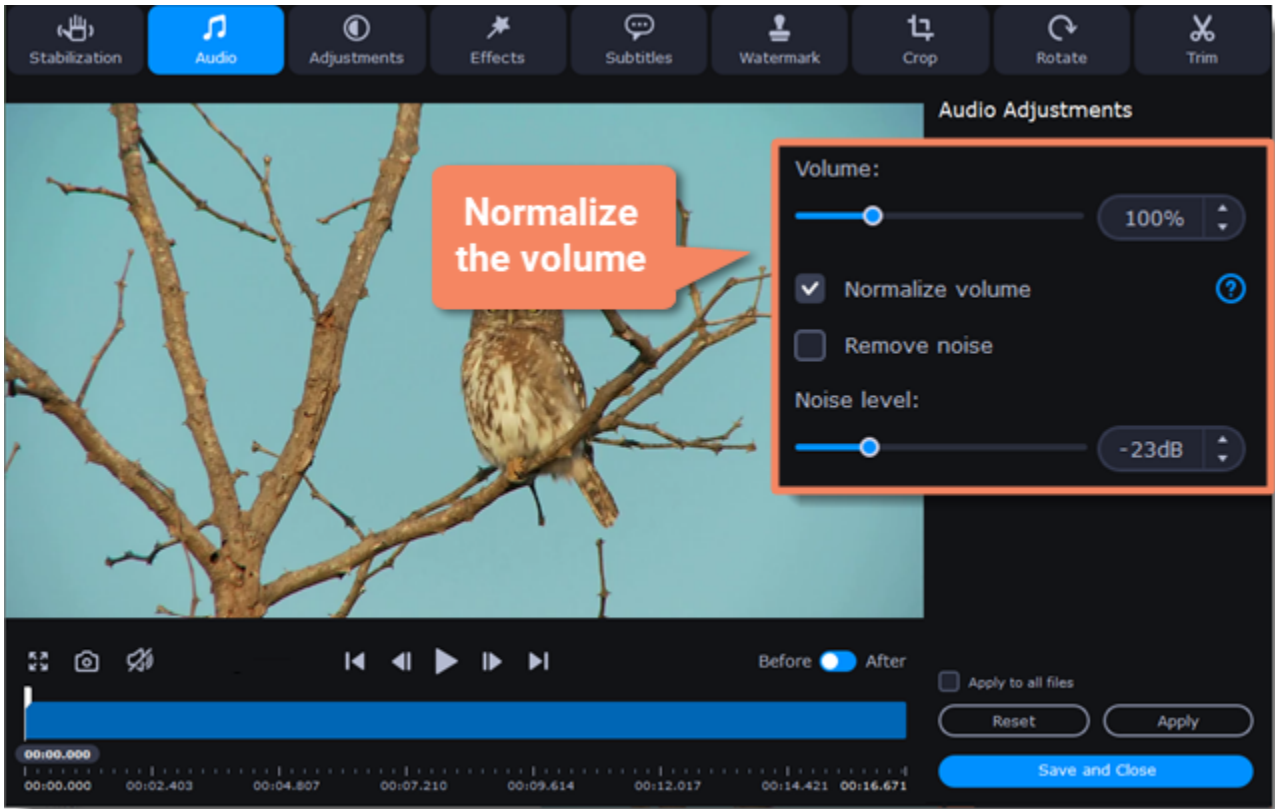 Stabilization
Audio
Adjustments
Effects
Subtitles
Watermark
Crop
Rotate
Trim
Audio Adjustments
Normalize
the volume
Volume:
100%
Normalize volume
?
Remove noise
Noise level:
-23dB
Before
After
Apply to all files
Reset
Apply
Save and Close
00:00.000
00:00.000
00:02.403
00:04.807
00:07.210
00:09.614
00:12.017
00:14.421
00:16.671